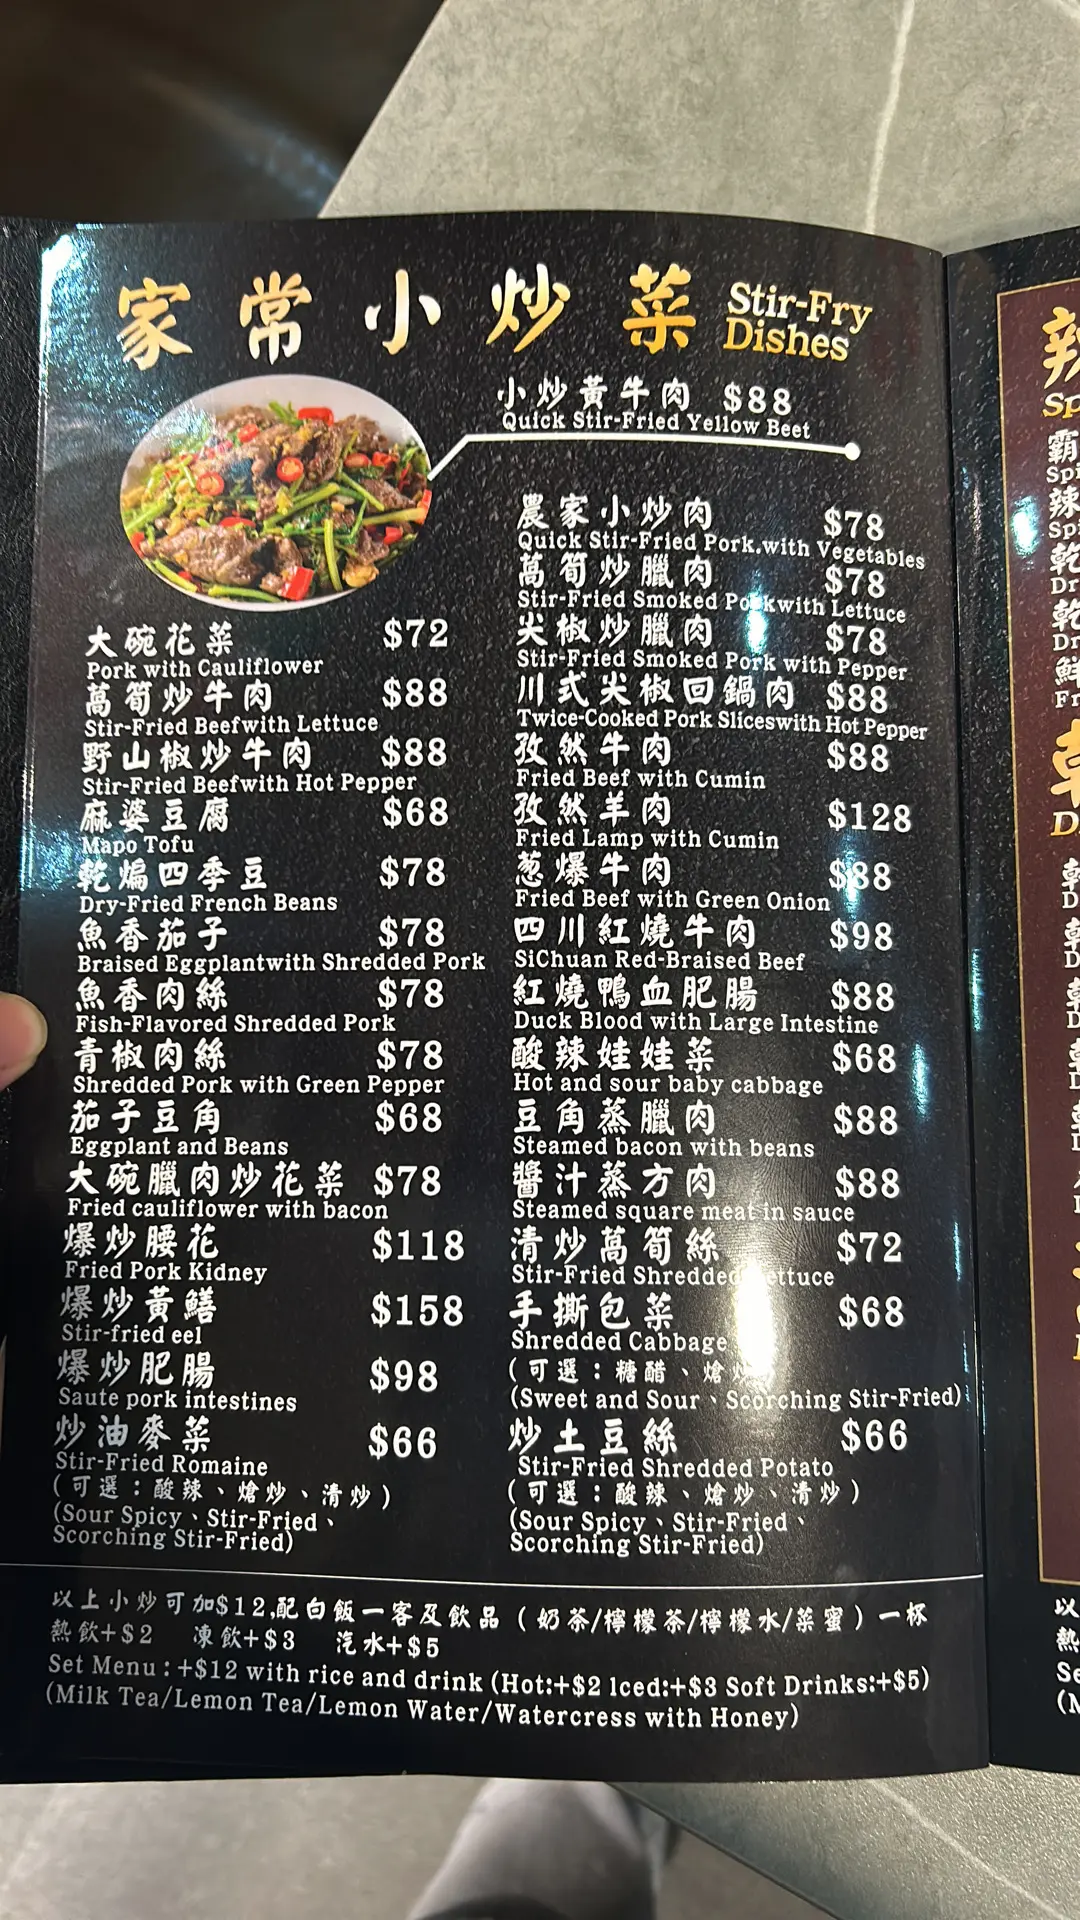 家常小炒菜 Stir-Fry Dishes
小炒黃牛肉 $88
Quick Stir-Fried Yellow Beet
大碗花菜 $72
Pork with Cauliflower
萵筍炒牛肉 $88
Stir-Fried Beefwith Lettuce
野山椒炒牛肉 $88
Stir-Fried Beefwith Hot Pepper
麻婆豆腐 $68
Mapo Tofu
乾煸四季豆 $78
Dry-Fried French Beans
魚香茄子 $78
Braised Eggplantwith Shredded Pork
魚香肉絲 $78
Fish-Flavored Shredded Pork
青椒肉絲 $78
Shredded Pork with Green Pepper
茄子豆角 $68
Eggplant and Beans
大碗臘肉炒花菜 $78
Fried cauliflower with bacon
爆炒腰花 $118
Fried Pork Kidney
爆炒黃鱔 $158
Stir-fried eel
爆炒肥腸 $98
Saute pork intestines
炒油麥菜 $66
Stir-Fried Romaine
(可選：酸辣、熗炒、清炒)
(Sour Spicy、Stir-Fried、
Scorching Stir-Fried)
農家小炒肉 $78
Quick Stir-Fried Pork.with Vegetables
萵筍炒臘肉 $78
Stir-Fried Smoked Porkwith Lettuce
尖椒炒臘肉 $78
Stir-Fried Smoked Pork with Pepper
川式尖椒回鍋肉 $88
Twice-Cooked Pork Sliceswith Hot Pepper
孜然牛肉 $88
Fried Beef with Cumin
孜然羊肉 $128
Fried Lamp with Cumin
葱爆牛肉 $88
Fried Beef with Green Onion
四川紅燒牛肉 $98
SiChuan Red-Braised Beef
紅燒鴨血肥腸 $88
Duck Blood with Large Intestine
酸辣娃娃菜 $68
Hot and sour baby cabbage
豆角蒸臘肉 $88
Steamed bacon with beans
醬汁蒸方肉 $88
Steamed square meat in sauce
清炒萵筍絲 $72
Stir-Fried Shredded Lettuce
手撕包菜 $68
Shredded Cabbage
(可選：糖醋、熗炒
(Sweet and Sour、Scorching Stir-Fried)
炒土豆絲 $66
Stir-Fried Shredded Potato
(可選：酸辣、熗炒、清炒)
(Sour Spicy、Stir-Fried、
Scorching Stir-Fried)
以上小炒可加$12,配白飯一客及飲品(奶茶/檸檬茶/檸檬水/菜蜜)一杯
熱飲+$2 凍飲+$3 汽水+$5
Set Menu:+$12 with rice and drink (Hot:+$2 lced:+$3 Soft Drinks:+$5)
(Milk Tea/Lemon Tea/Lemon Water/Watercress with Honey)